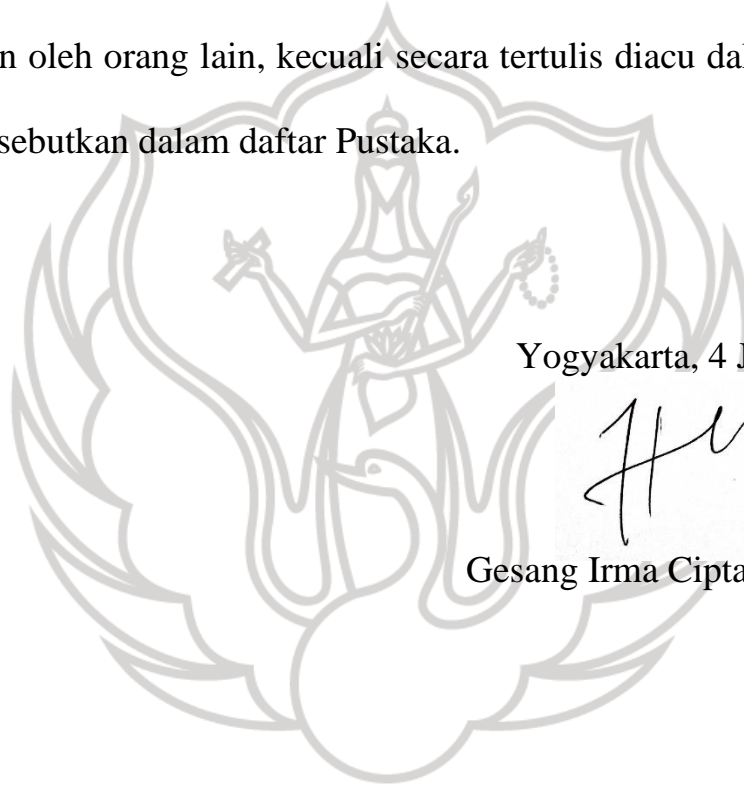 n oleh orang lain, kecuali secara tertulis diacu dal
sebutkan dalam daftar Pustaka.
Yogyakarta, 4 J
Gesang Irma Cipta